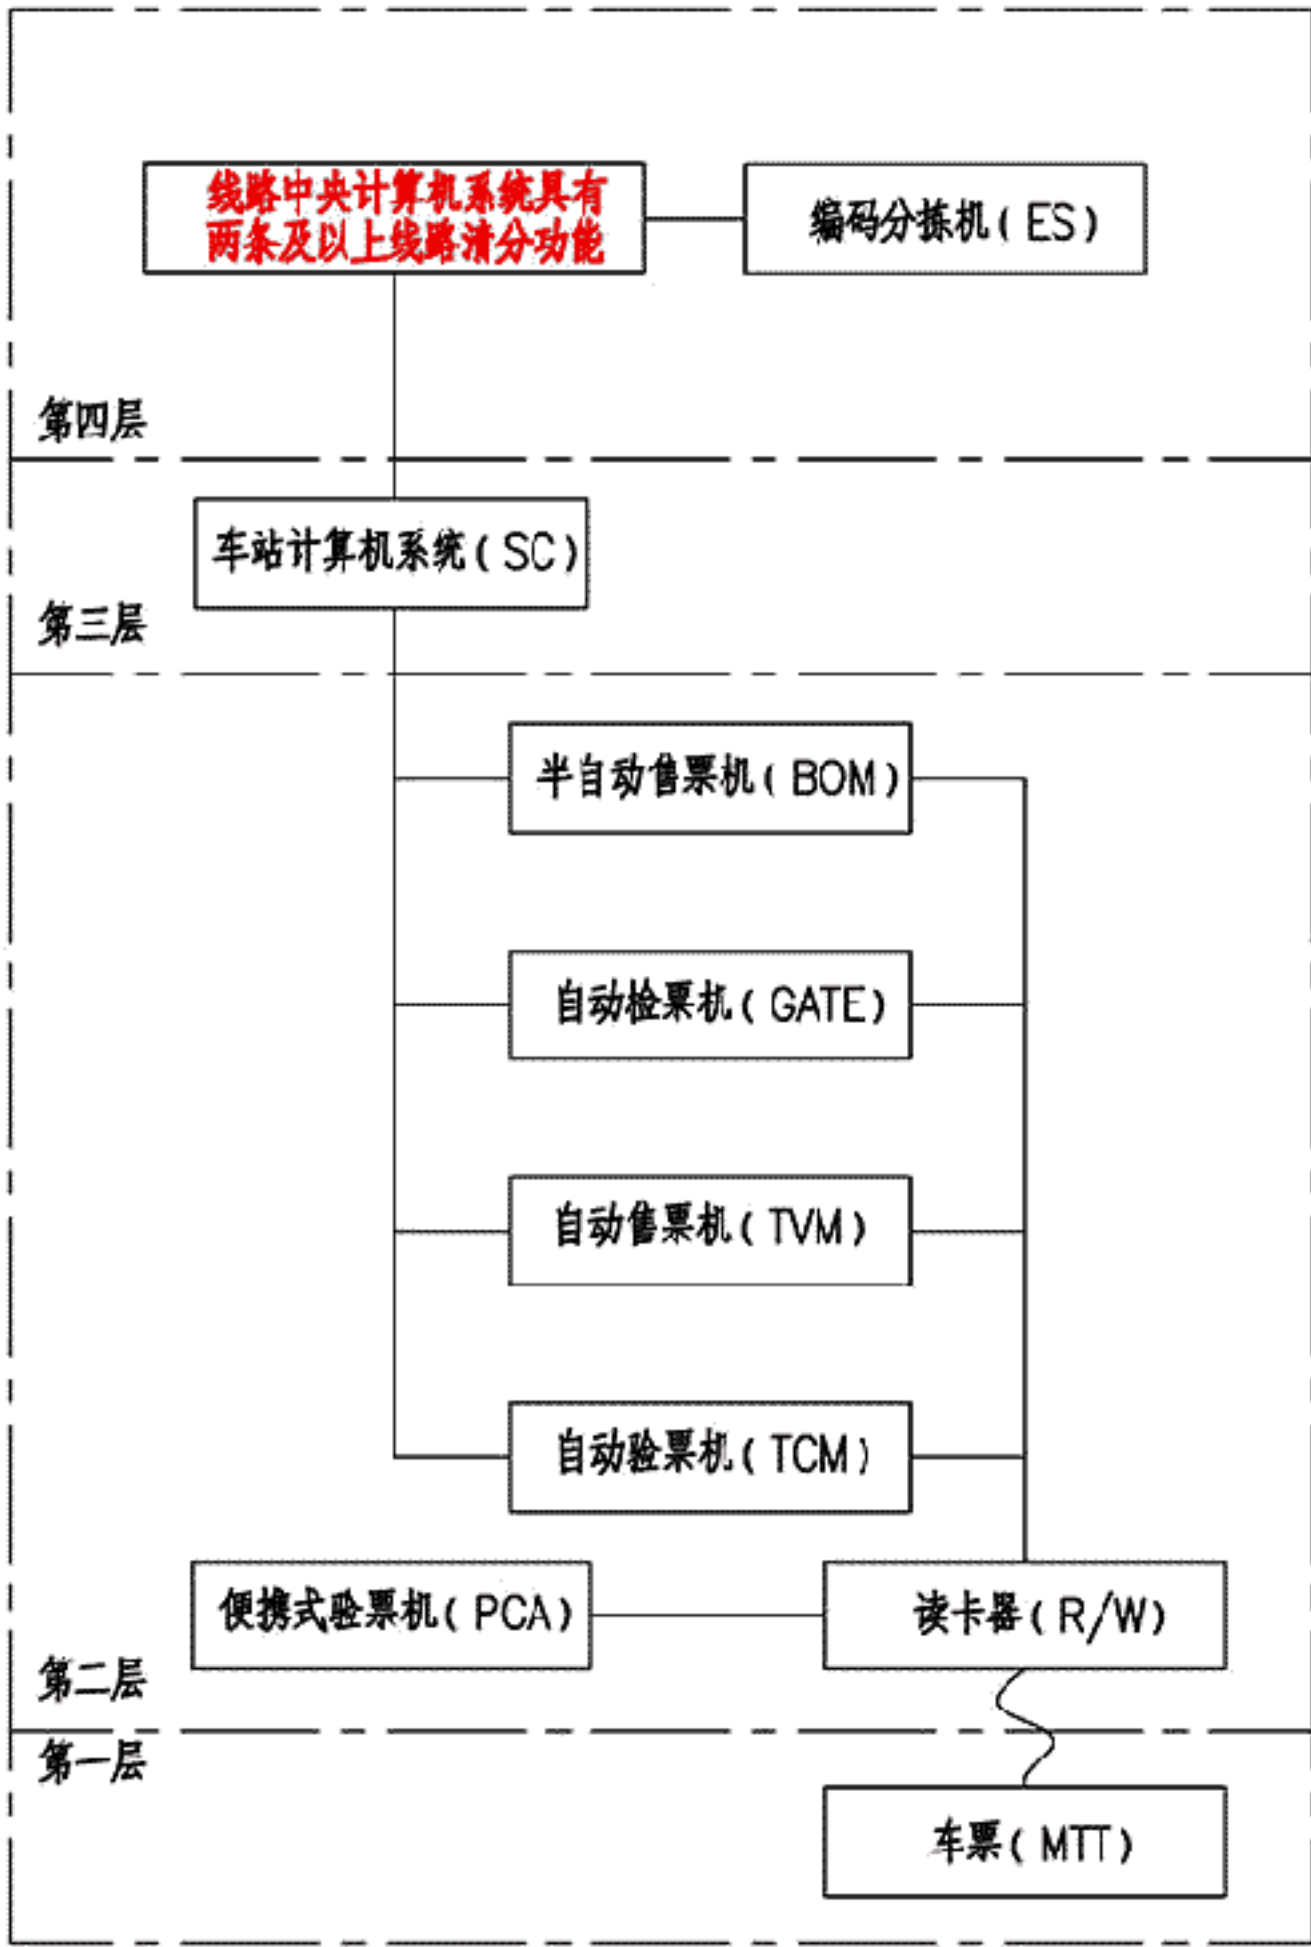 线路中央计算机系统具有
两条及以上线路清分功能
编码分拣机(ES)
第四层
车站计算机系统(SC)
第三层
半自动售票机(BOM)
自动检票机(GATE)
自动售票机(TVM)
自动验票机(TCM)
便携式验票机(PCA)
读卡器(R/W)
第二层
第一层
车票(MTT)